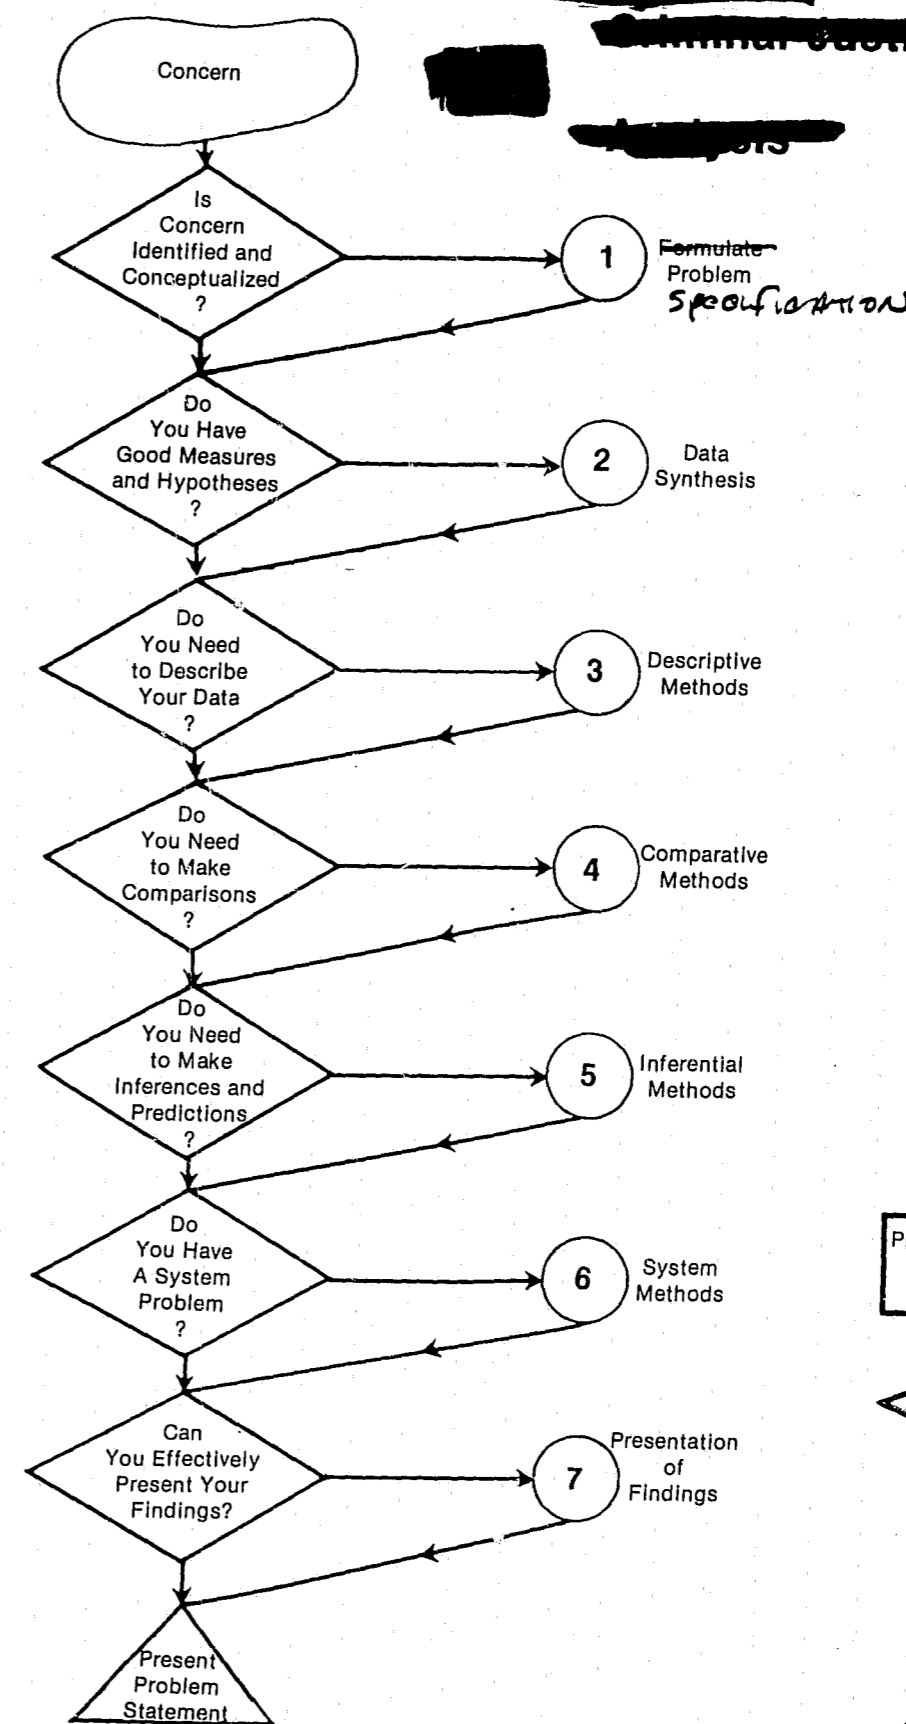 Concern
Is
Concern
Identified and
Conceptualized
?
1
Formulate
Problem
SPECIFICATION
Do
You Have
Good Measures
and Hypotheses
?
2
Data
Synthesis
Do
You Need
to Describe
Your Data
?
3
Descriptive
Methods
Do
You Need
to Make
Comparisons
?
4
Comparative
Methods
Do
You Need
to Make
Inferences and
Predictions
?
5
Inferential
Methods
Do
You Have
A System
Problem
?
6
System
Methods
Can
You Effectively
Present Your
Findings?
7
Presentation
of
Findings
Present
Problem
Statement